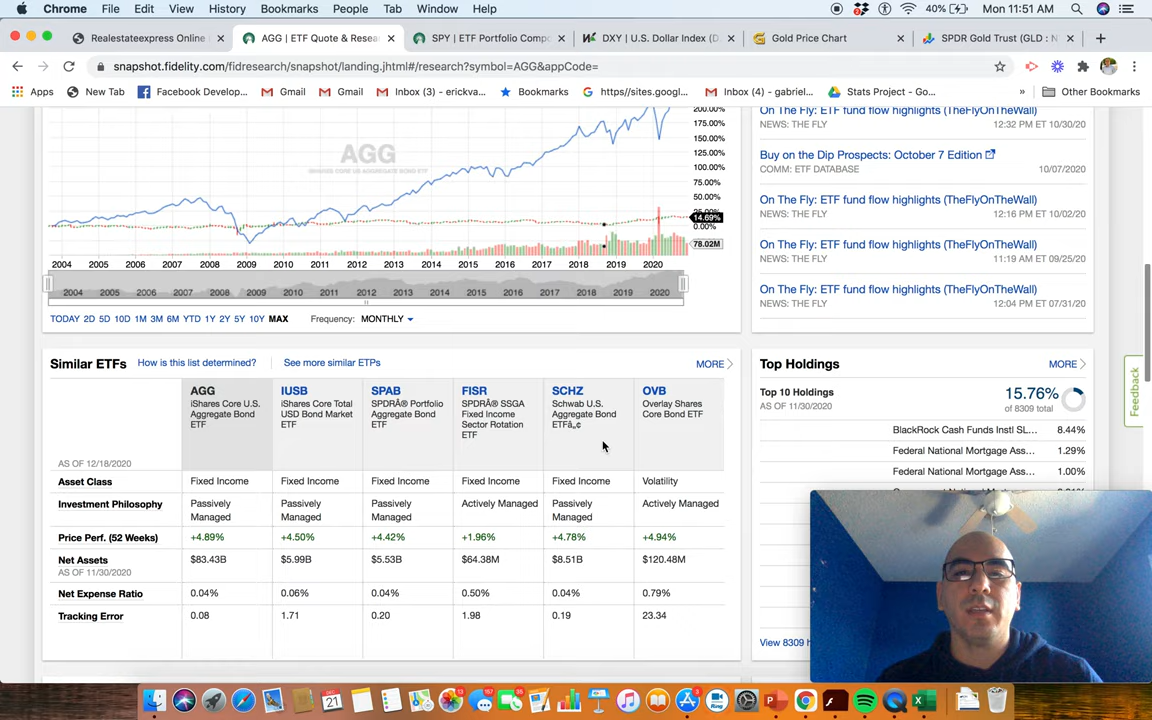 Chrome File Edit View History Bookmarks People Tab Window Help 40% Mon 11:51 AM
Realestateexpress Online × AGG | ETF Quote & Resea × SPY | ETF Portfolio Comp × DXY | U.S. Dollar Index (D × Gold Price Chart × SPDR Gold Trust (GLD : N ×
snapshot.fidelity.com/fidresearch/snapshot/landing.jhtml#/research?symbol=AGG&appCode=
Apps New Tab Facebook Develop... Gmail Gmail Inbox (3) - erickva... Bookmarks https//sites.googl... Inbox (4) - gabriel... Stats Project - Go... » Other Bookmarks
200.00%
175.00%
150.00%
125.00%
100.00%
75.00%
50.00%
14.69%
0.00%
78.02M
AGG
ISHARES CORE US AGGREGATE BOND ETF
2004 2005 2006 2007 2008 2009 2010 2011 2012 2013 2014 2015 2016 2017 2018 2019 2020
2004 2005 2006 2007 2008 2009 2010 2011 2012 2013 2014 2015 2016 2017 2018 2019 2020
TODAY 2D 5D 10D 1M 3M 6M YTD 1Y 2Y 5Y 10Y MAX Frequency: MONTHLY
On The Fly: ETF fund flow highlights (TheFlyOnTheWall)
NEWS: THE FLY 12:32 PM ET 10/30/20
Buy on the Dip Prospects: October 7 Edition
COMM: ETF DATABASE 10/07/2020
On The Fly: ETF fund flow highlights (TheFlyOnTheWall)
NEWS: THE FLY 12:16 PM ET 10/02/20
On The Fly: ETF fund flow highlights (TheFlyOnTheWall)
NEWS: THE FLY 11:19 AM ET 09/25/20
On The Fly: ETF fund flow highlights (TheFlyOnTheWall)
NEWS: THE FLY 12:04 PM ET 07/31/20
Similar ETFs How is this list determined? See more similar ETFs MORE
AGG IUSB SPAB FISR SCHZ OVB
iShares Core U.S. iShares Core Total SPDRÂ® Portfolio SPDRÂ® SSGA Schwab U.S. Overlay Shares
Aggregate Bond USD Bond Market Aggregate Bond Fixed Income Aggregate Bond Core Bond ETF
ETF ETF ETF Sector Rotation ETFâ„¢
ETF
AS OF 12/18/2020
Asset Class Fixed Income Fixed Income Fixed Income Fixed Income Fixed Income Volatility
Investment Philosophy Passively Passively Passively Actively Managed Passively Actively Managed
Managed Managed Managed Managed
Price Perf. (52 Weeks) +4.89% +4.50% +4.42% +1.96% +4.78% +4.94%
Net Assets $83.43B $5.99B $5.53B $64.38M $8.51B $120.48M
AS OF 11/30/2020
Net Expense Ratio 0.04% 0.06% 0.04% 0.50% 0.04% 0.79%
Tracking Error 0.08 1.71 0.20 1.98 0.19 23.34
Top Holdings MORE
Top 10 Holdings 15.76%
AS OF 11/30/2020 of 8309 total
BlackRock Cash Funds Instl SL... 8.44%
Federal National Mortgage Ass... 1.29%
Federal National Mortgage Ass... 1.00%
View 8309
Feedback